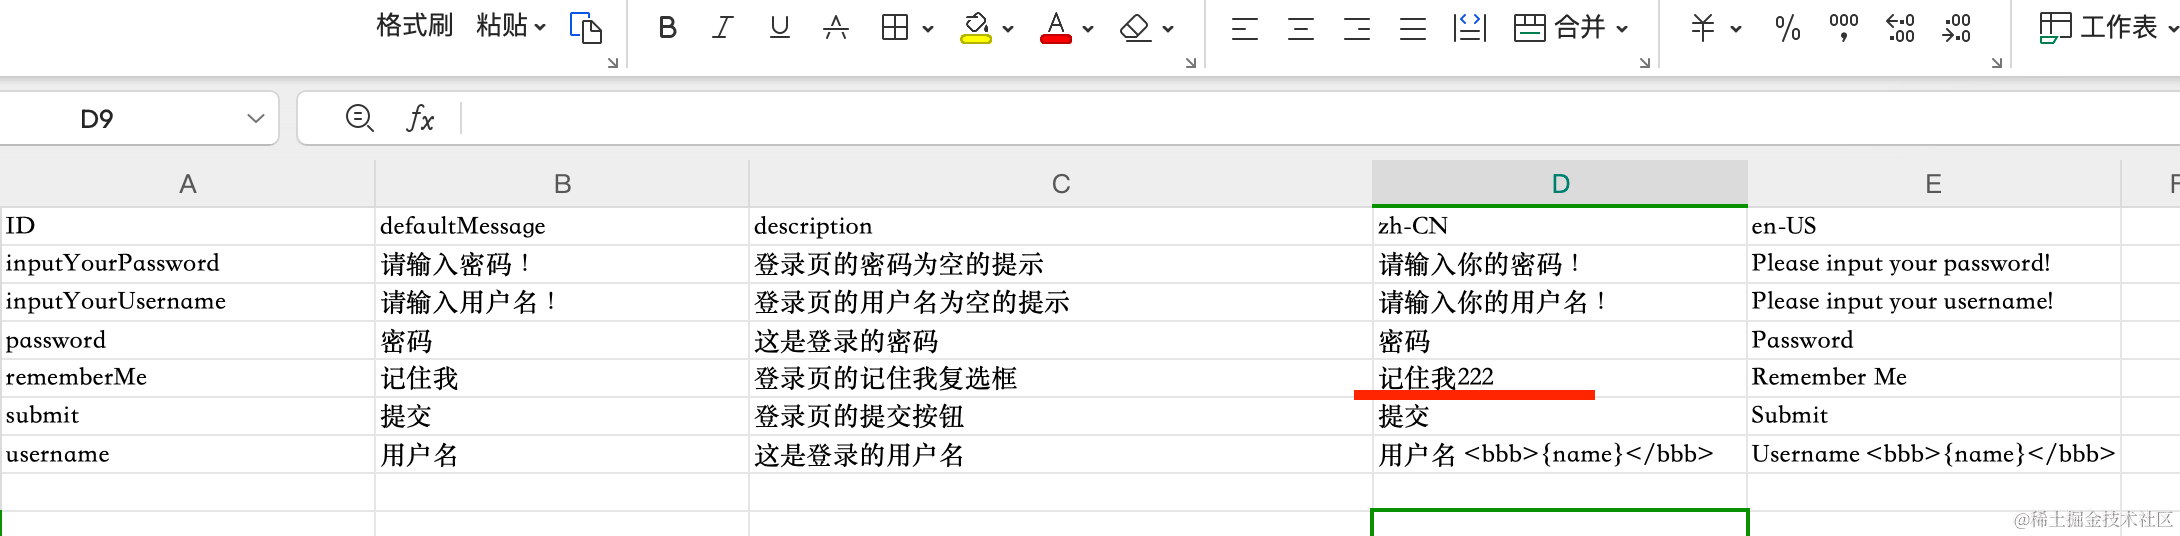 格式刷 粘贴 B I U A A 合并 ￥ % 000 ←.0 .00 .00 →.0 工作表
D9 fx
A B C D E F
ID defaultMessage description zh-CN en-US
inputYourPassword 请输入密码！ 登录页的密码为空的提示 请输入你的密码！ Please input your password!
inputYourUsername 请输入用户名！ 登录页的用户名为空的提示 请输入你的用户名！ Please input your username!
password 密码 这是登录的密码 密码 Password
rememberMe 记住我 登录页的记住我复选框 记住我222 Remember Me
submit 提交 登录页的提交按钮 提交 Submit
username 用户名 这是登录的用户名 用户名 <bbb>{name}</bbb> Username <bbb>{name}</bbb>
@稀土掘金技术社区